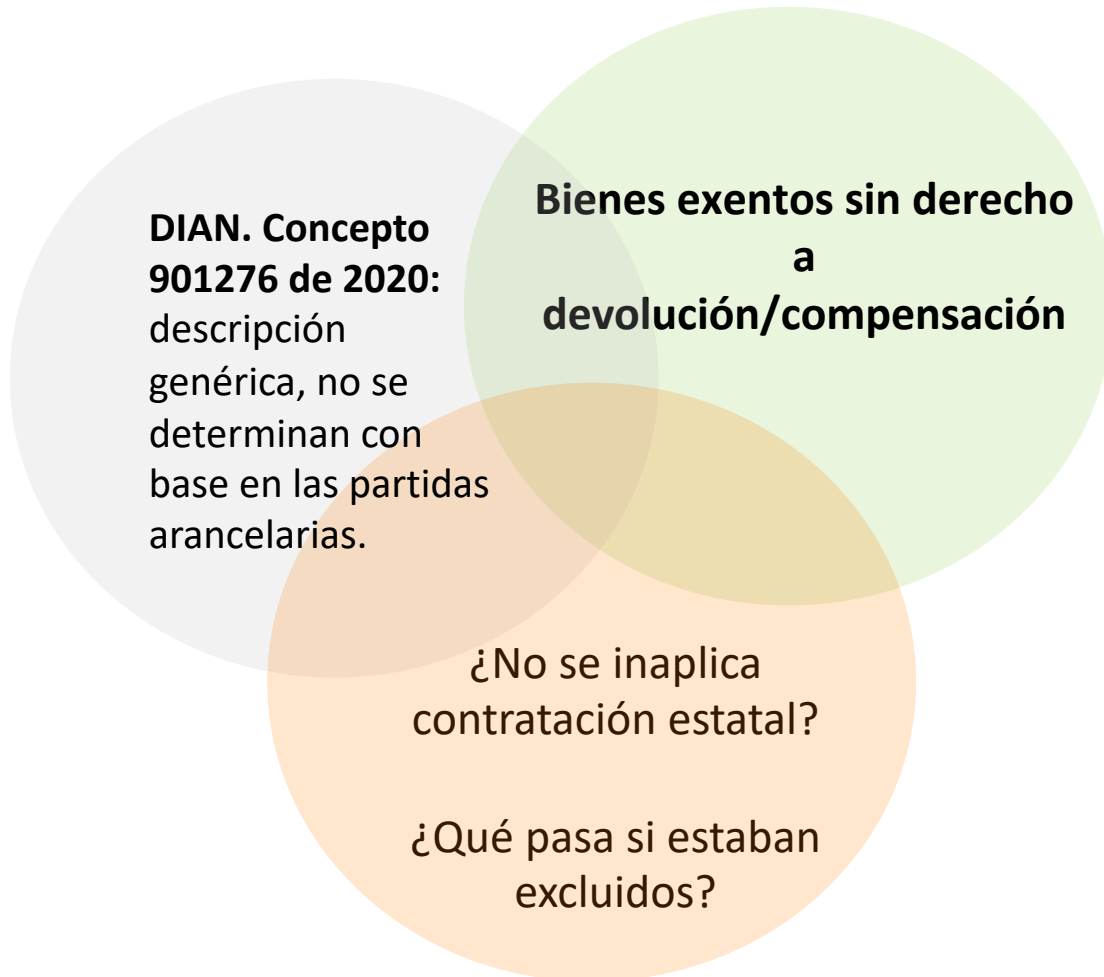 DIAN. Concepto
901276 de 2020:
descripción
genérica, no se
determinan con
base en las partidas
arancelarias.
Bienes exentos sin derecho
a
devolución/compensación
¿No se inaplica
contratación estatal?
¿Qué pasa si estaban
excluidos?